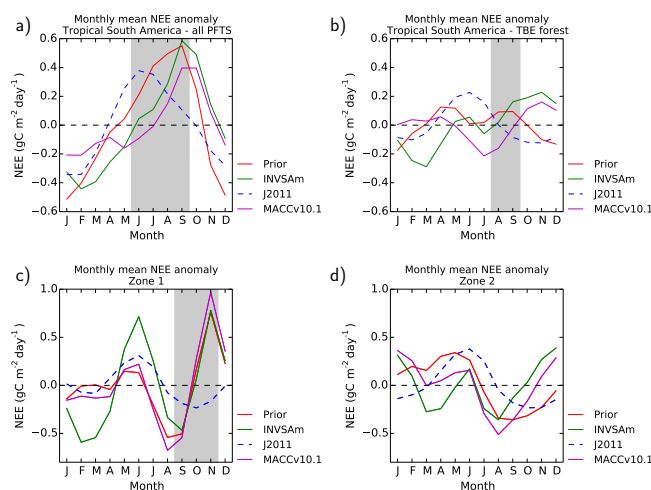 a)
Monthly mean NEE anomaly
Tropical South America - all PFTS
NEE (gC m⁻² day⁻¹)
0.6
0.4
0.2
0.0
−0.2
−0.4
−0.6
J F M A M J J A S O N D
Month
Prior
INVSAm
J2011
MACCv10.1
b)
Monthly mean NEE anomaly
Tropical South America - TBE forest
NEE (gC m⁻² day⁻¹)
0.6
0.4
0.2
0.0
−0.2
−0.4
−0.6
J F M A M J J A S O N D
Month
Prior
INVSAm
J2011
MACCv10.1
c)
Monthly mean NEE anomaly
Zone 1
NEE (gC m⁻² day⁻¹)
1.0
0.5
0.0
−0.5
J F M A M J J A S O N D
Month
Prior
INVSAm
J2011
MACCv10.1
d)
Monthly mean NEE anomaly
Zone 2
NEE (gC m⁻² day⁻¹)
1.0
0.5
0.0
−0.5
J F M A M J J A S O N D
Month
Prior
INVSAm
J2011
MACCv10.1